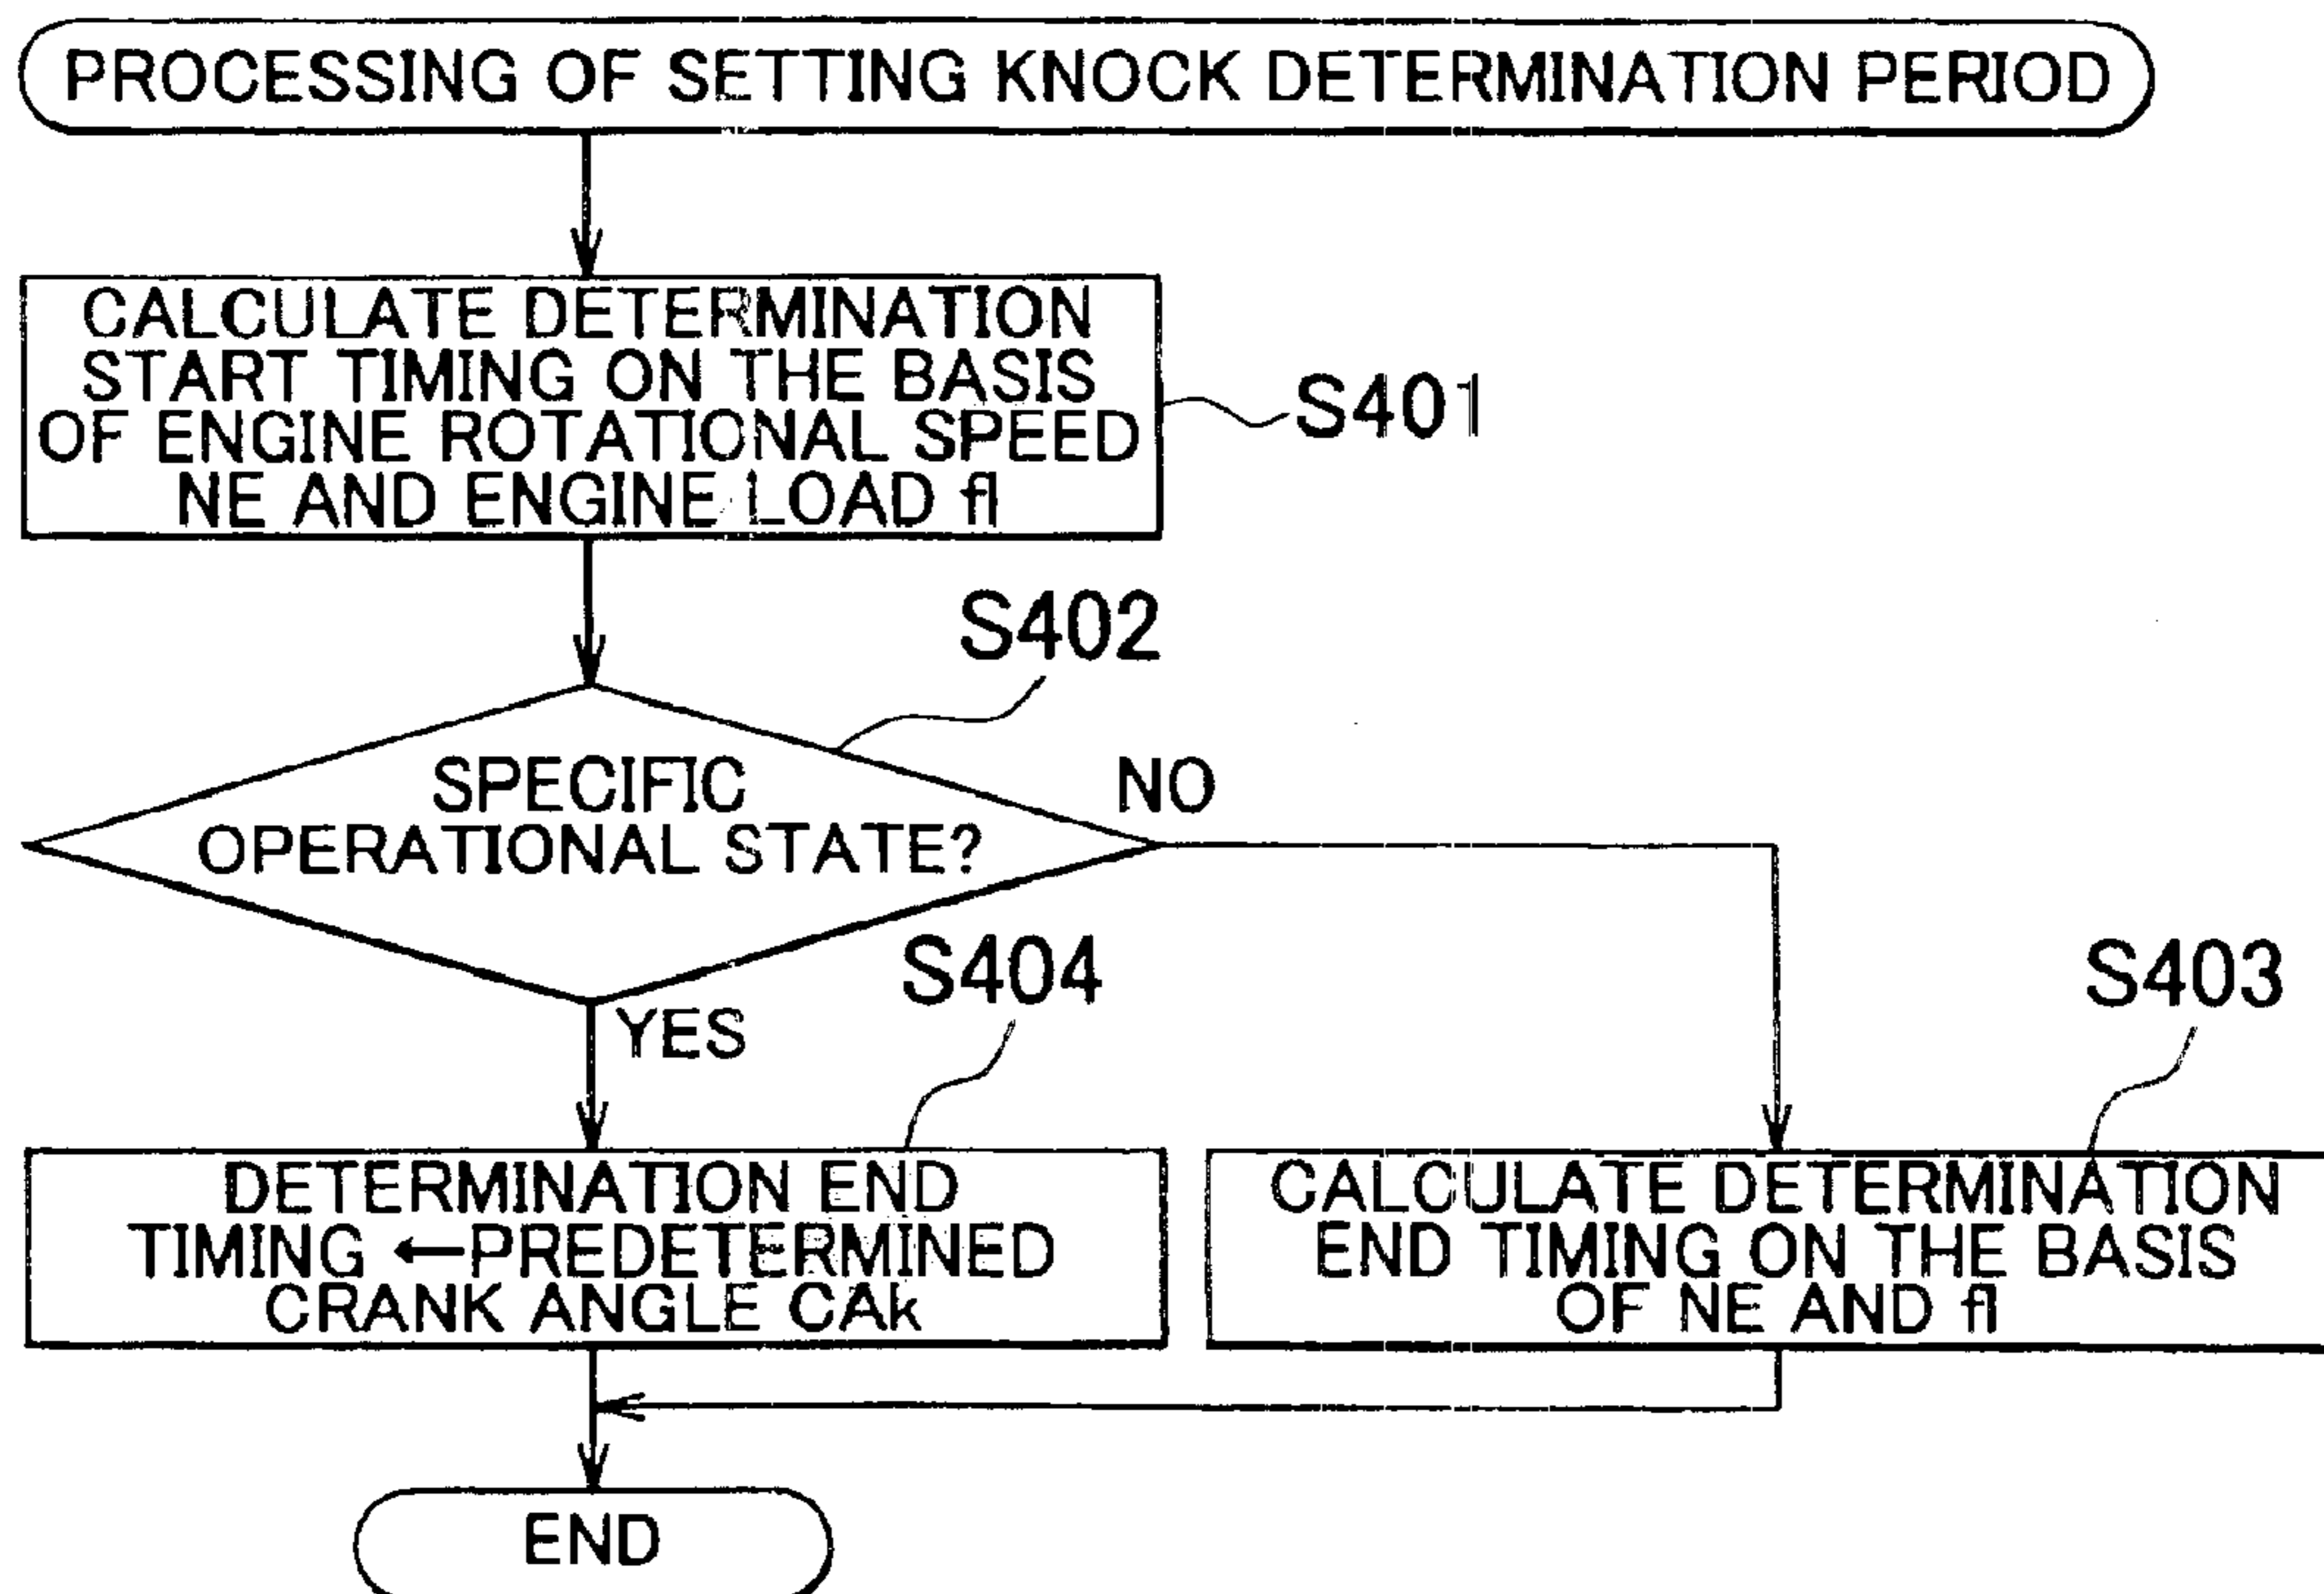 PROCESSING OF SETTING KNOCK DETERMINATION PERIOD
CALCULATE DETERMINATION
START TIMING ON THE BASIS
OF ENGINE ROTATIONAL SPEED
NE AND ENGINE LOAD fl
S401
S402
SPECIFIC
OPERATIONAL STATE?
NO
YES
S404
S403
DETERMINATION END
TIMING ←PREDETERMINED
CRANK ANGLE CAk
CALCULATE DETERMINATION
END TIMING ON THE BASIS
OF NE AND fl
END